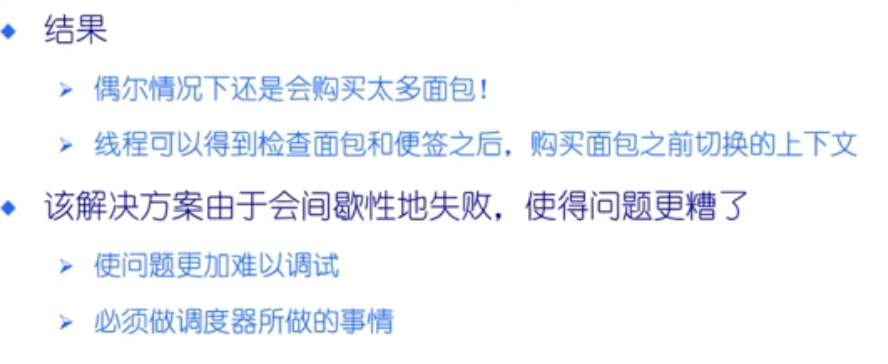 结果
偶尔情况下还是会购买太多面包!
线程可以得到检查面包和便签之后，购买面包之前切换的上下文
该解决方案由于会间歇性地失败，使得问题更糟了
使问题更加难以调试
必须做调度器所做的事情